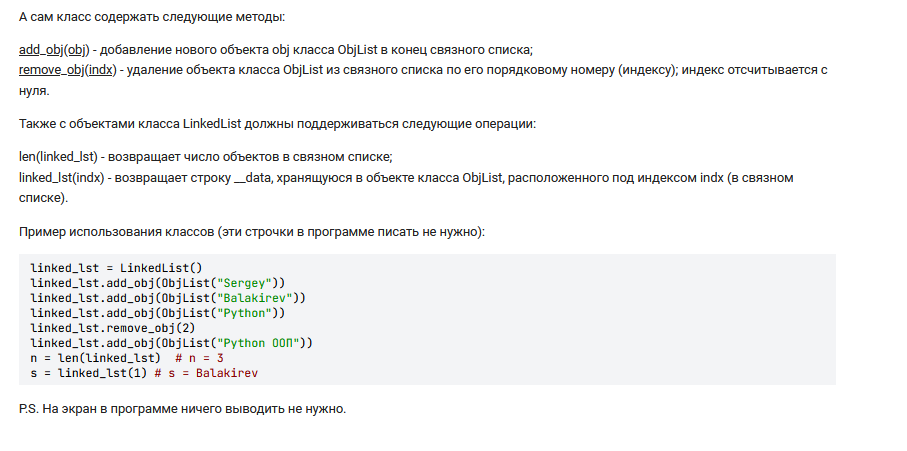 А сам класс содержать следующие методы:
add_obj(obj) - добавление нового объекта obj класса ObjList в конец связного списка;
remove_obj(indx) - удаление объекта класса ObjList из связного списка по его порядковому номеру (индексу); индекс отсчитывается с
нуля.
Также с объектами класса LinkedList должны поддерживаться следующие операции:
len(linked_lst) - возвращает число объектов в связном списке;
linked_lst(indx) - возвращает строку __data, хранящуюся в объекте класса ObjList, расположенного под индексом indx (в связном
списке).
Пример использования классов (эти строчки в программе писать не нужно):
linked_lst = LinkedList()
linked_lst.add_obj(ObjList("Sergey"))
linked_lst.add_obj(ObjList("Balakirev"))
linked_lst.add_obj(ObjList("Python"))
linked_lst.remove_obj(2)
linked_lst.add_obj(ObjList("Python ООП"))
n = len(linked_lst)  # n = 3
s = linked_lst(1) # s = Balakirev
P.S. На экран в программе ничего выводить не нужно.